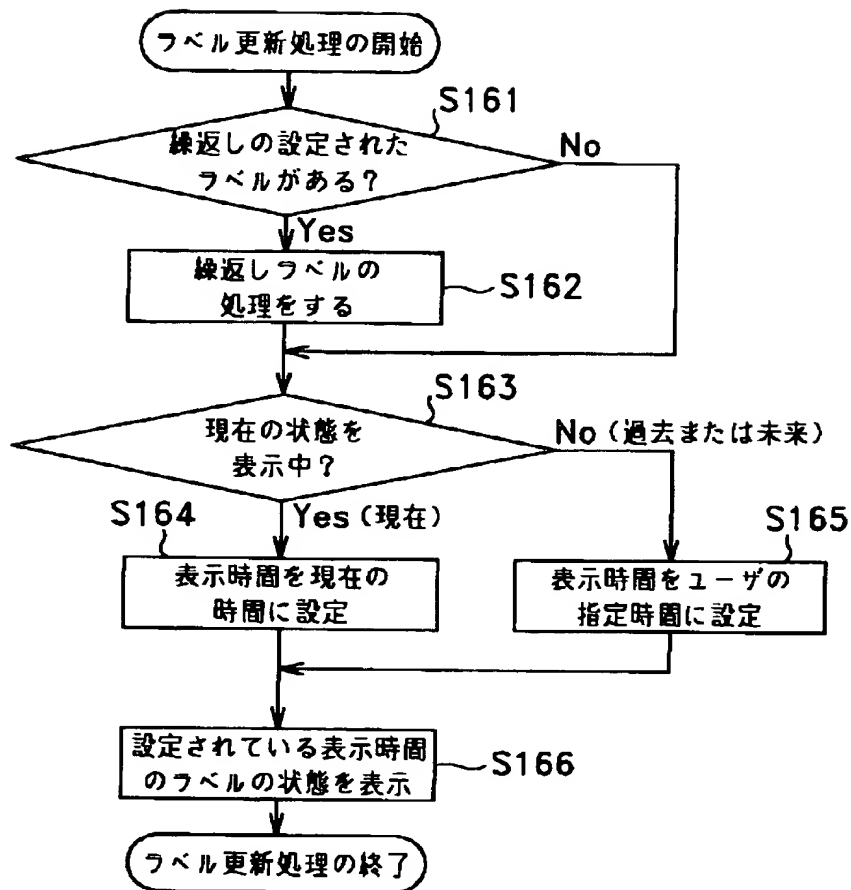 ラベル更新処理の開始
S161
繰返しの設定された
ラベルがある?
No
Yes
繰返しラベルの
処理をする
S162
S163
現在の状態を
表示中?
No(過去または未来)
Yes(現在)
S164
表示時間を現在の
時間に設定
S165
表示時間をユーザの
指定時間に設定
設定されている表示時間
のラベルの状態を表示
S166
ラベル更新処理の終了